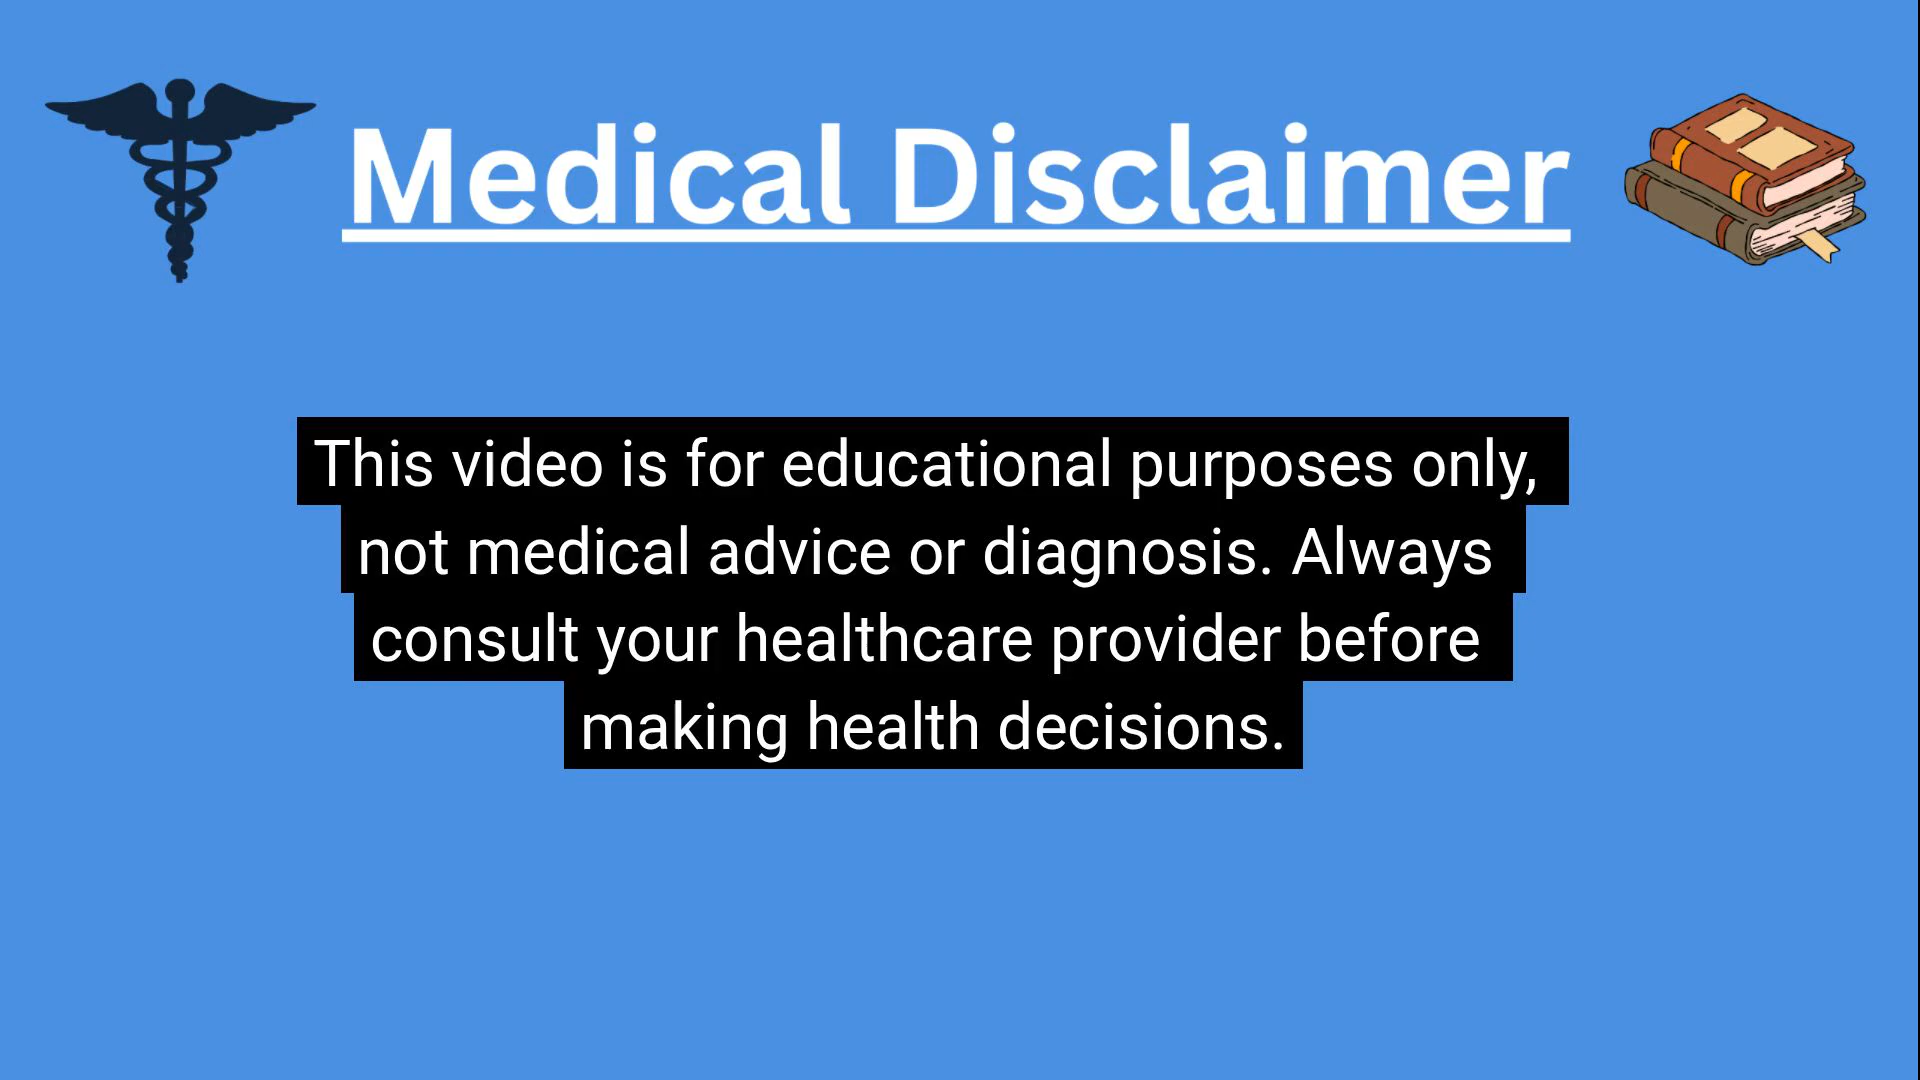 Medical Disclaimer
This video is for educational purposes only,
not medical advice or diagnosis. Always
consult your healthcare provider before
making health decisions.